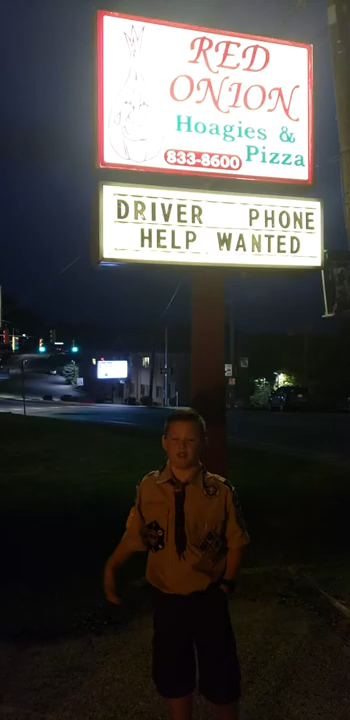 RED
ONION
Hoagies &
Pizza
833-8600
DRIVER PHONE
HELP WANTED